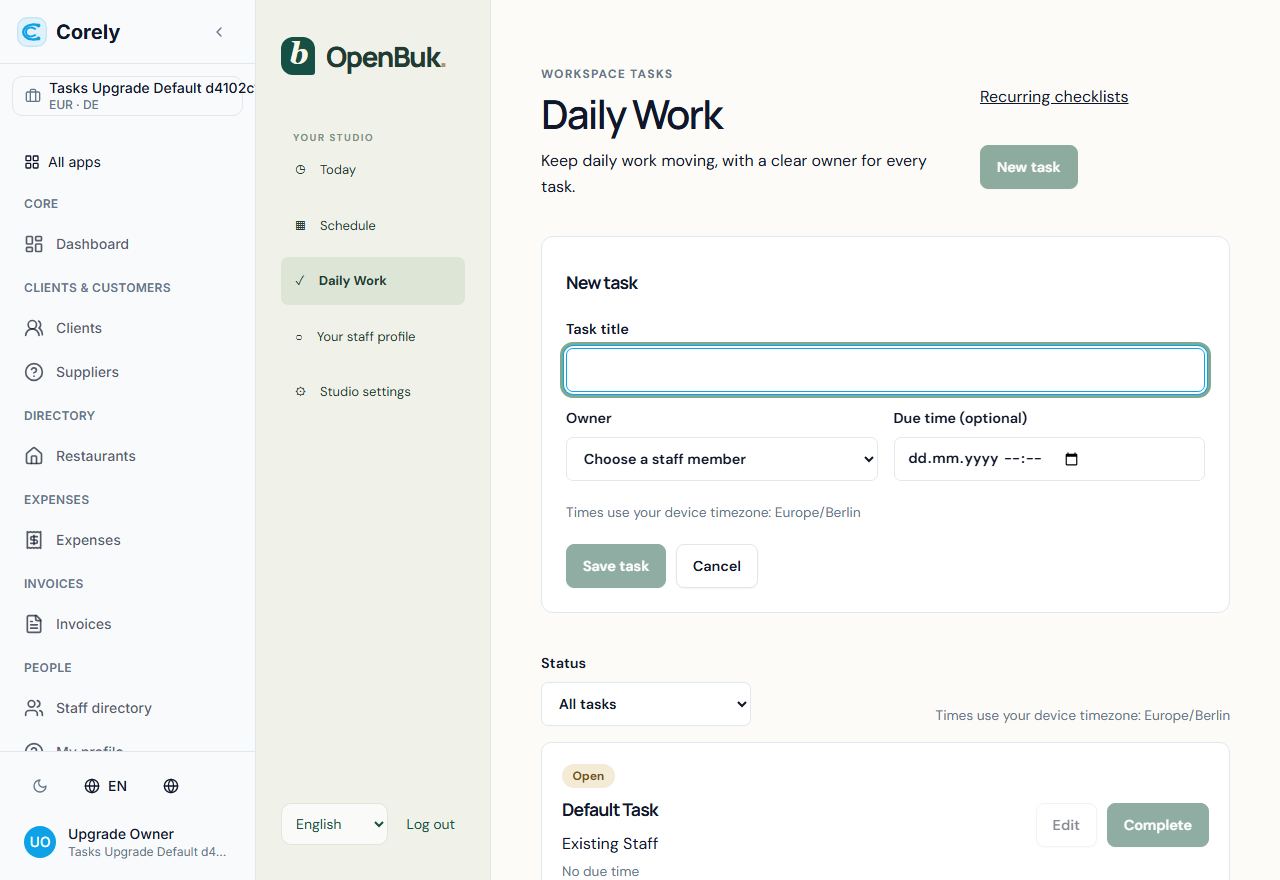 Corely
Tasks Upgrade Default d4102c
EUR · DE
All apps
CORE
Dashboard
CLIENTS & CUSTOMERS
Clients
Suppliers
DIRECTORY
Restaurants
EXPENSES
Expenses
INVOICES
Invoices
PEOPLE
Staff directory
My profile
EN
UO
Upgrade Owner
Tasks Upgrade Default d4...
b
OpenBuk.
YOUR STUDIO
Today
Schedule
Daily Work
Your staff profile
Studio settings
English
Log out
WORKSPACE TASKS
Daily Work
Keep daily work moving, with a clear owner for every
task.
Recurring checklists
New task
New task
Task title
Owner
Due time (optional)
Choose a staff member
dd.mm.yyyy --:--
Times use your device timezone: Europe/Berlin
Save task
Cancel
Status
All tasks
Times use your device timezone: Europe/Berlin
Open
Default Task
Existing Staff
No due time
Edit
Complete